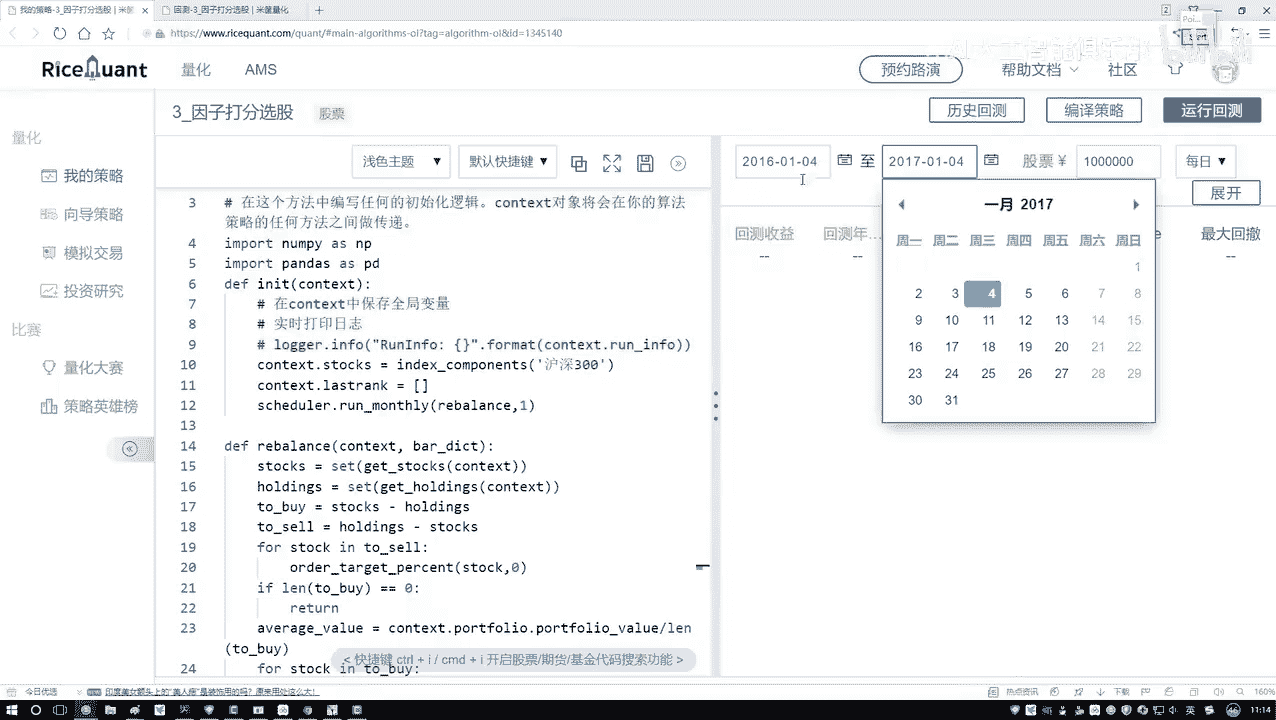 我的策略-3_因子打分选股 | 米筐
回测-3_因子打分选股 | 米筐量化
2
https://www.ricequant.com/quant/#main-algorithms-ol?tag=algorithm-ol&id=1345140
Poi...
RiceQuant
量化
AMS
预约路演
帮助文档
社区
3_因子打分选股
股票
历史回测
编译策略
运行回测
量化
我的策略
向导策略
模拟交易
投资研究
比赛
量化大赛
策略英雄榜
浅色主题 ▼
默认快捷键 ▼
3 # 在这个方法中编写任何的初始化逻辑。context对象将会在你的算法
策略的任何方法之间做传递。
4 import numpy as np
5 import pandas as pd
6 def init(context):
7 # 在context中保存全局变量
8 # 实时打印日志
9 # logger.info("RunInfo: {}".format(context.run_info))
10 context.stocks = index_components('沪深300')
11 context.lastrank = []
12 scheduler.run_monthly(rebalance,1)
13
14 def rebalance(context, bar_dict):
15 stocks = set(get_stocks(context))
16 holdings = set(get_holdings(context))
17 to_buy = stocks - holdings
18 to_sell = holdings - stocks
19 for stock in to_sell:
20 order_target_percent(stock,0)
21 if len(to_buy) == 0:
22 return
23 average_value = context.portfolio.portfolio_value/len
(to_buy)
24 for stock in to_buy:
< 快捷键 ctrl + i / cmd + i 开启股票/期货/基金代码搜索功能 >
2016-01-04
至
2017-01-04
股票 ¥
1000000
每日 ▼
展开
回测收益
回测年...
e
最大回撤
--
--
--
一月 2017
周一 周二 周三 周四 周五 周六 周日
1
2 3 4 5 6 7 8
9 10 11 12 13 14 15
16 17 18 19 20 21 22
23 24 25 26 27 28 29
30 31
今日优选
印度美女额头上的"美人痣"是装饰用的吗？原来用处这么大！
热点资讯
下载
160%
英
11:14